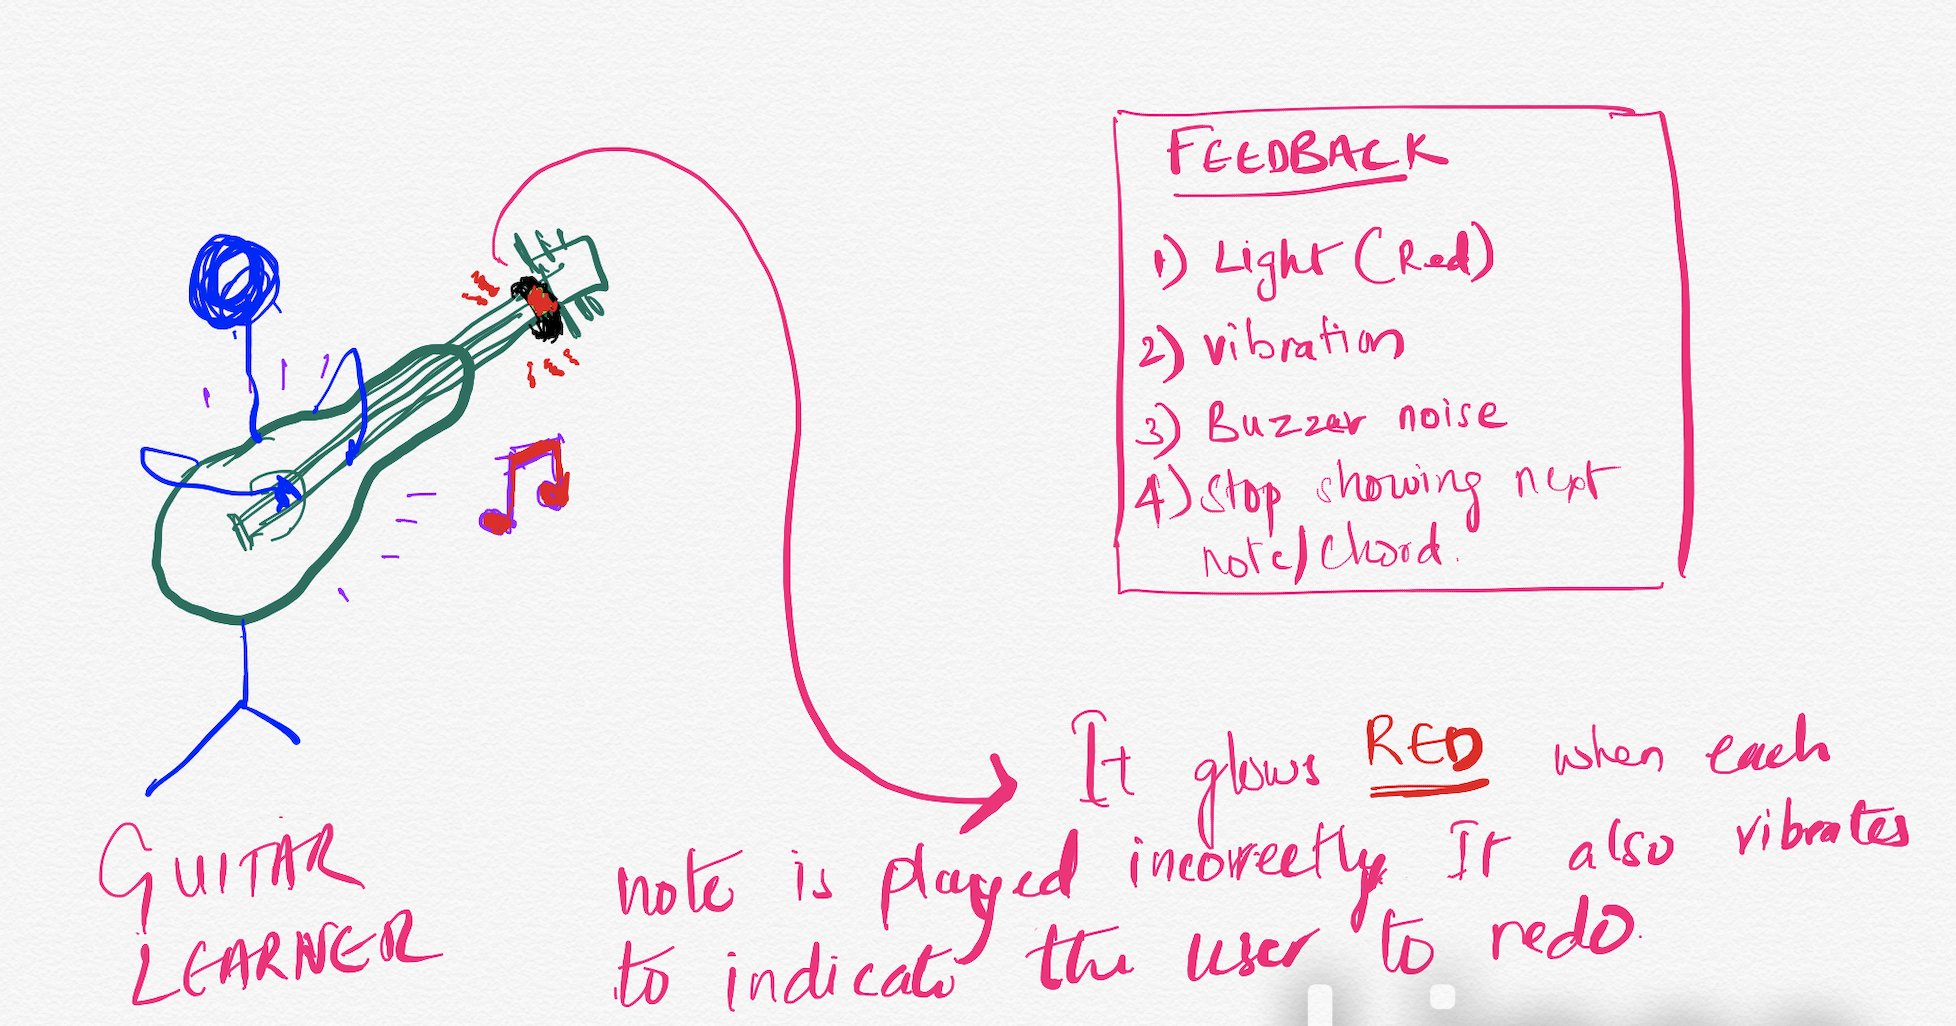 FEEDBACK
1) Light (Red)
2) Vibration
3) Buzzer noise
4) Stop showing next
note/chord.
It glows RED when each
note is played incorrectly. It also vibrates
to indicate the user to redo.
GUITAR
LEARNER